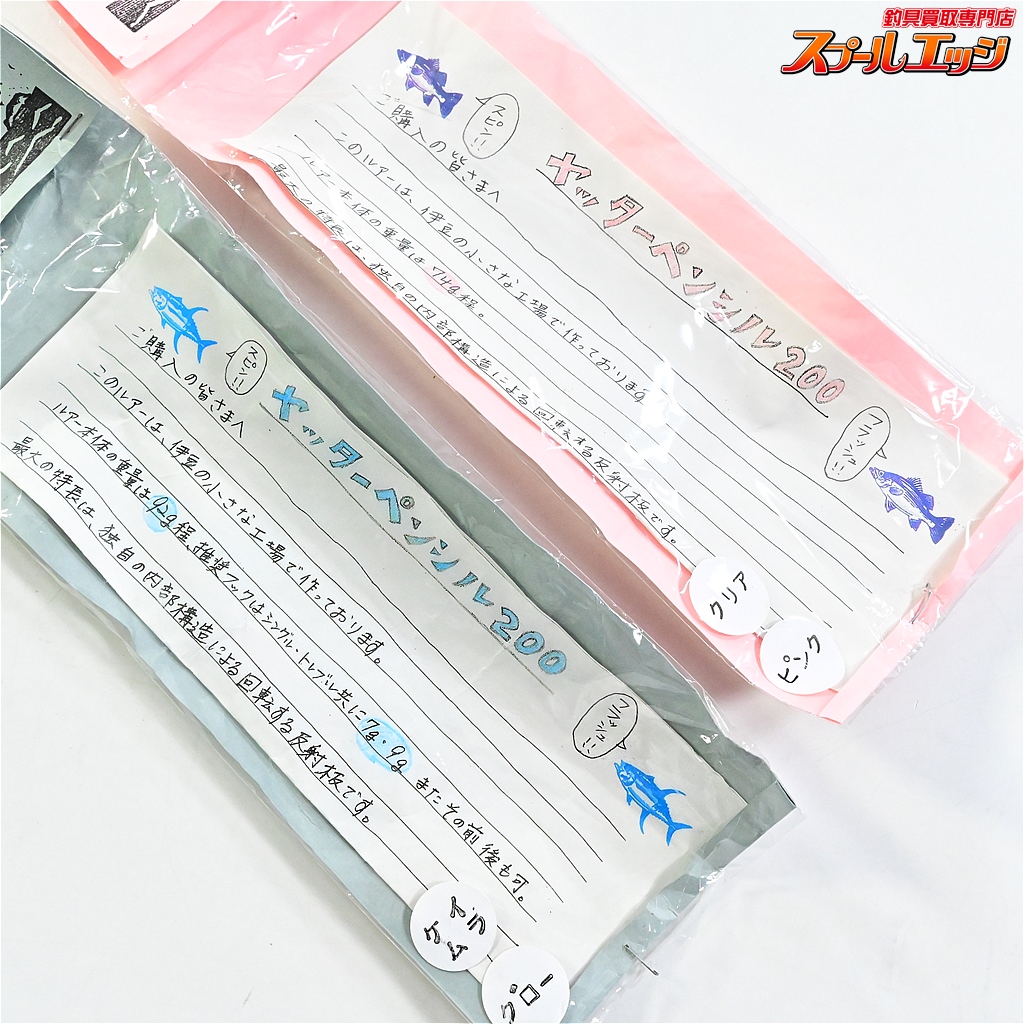 釣具買取専門店
スプールエッジ
スピン!!
ヤッターペンシル200
ご購入の皆さまへ
このルアーは、伊豆の小さな工場で作っております。
ルアー本体の重量は74g程。
最大の特長は、独自の内部構造による回転する反射板です。
フラッシュ!!
クリア
ピンク
スピン!!
ヤッターペンシル200
ご購入の皆さまへ
このルアーは、伊豆の小さな工場で作っております。
ルアー本体の重量は92g程、推奨フックはシングル・トレブル共に7g・9g またその前後も可。
最大の特長は、独自の内部構造による回転する反射板です。
フラッシュ!!
ケイムラ
グロー